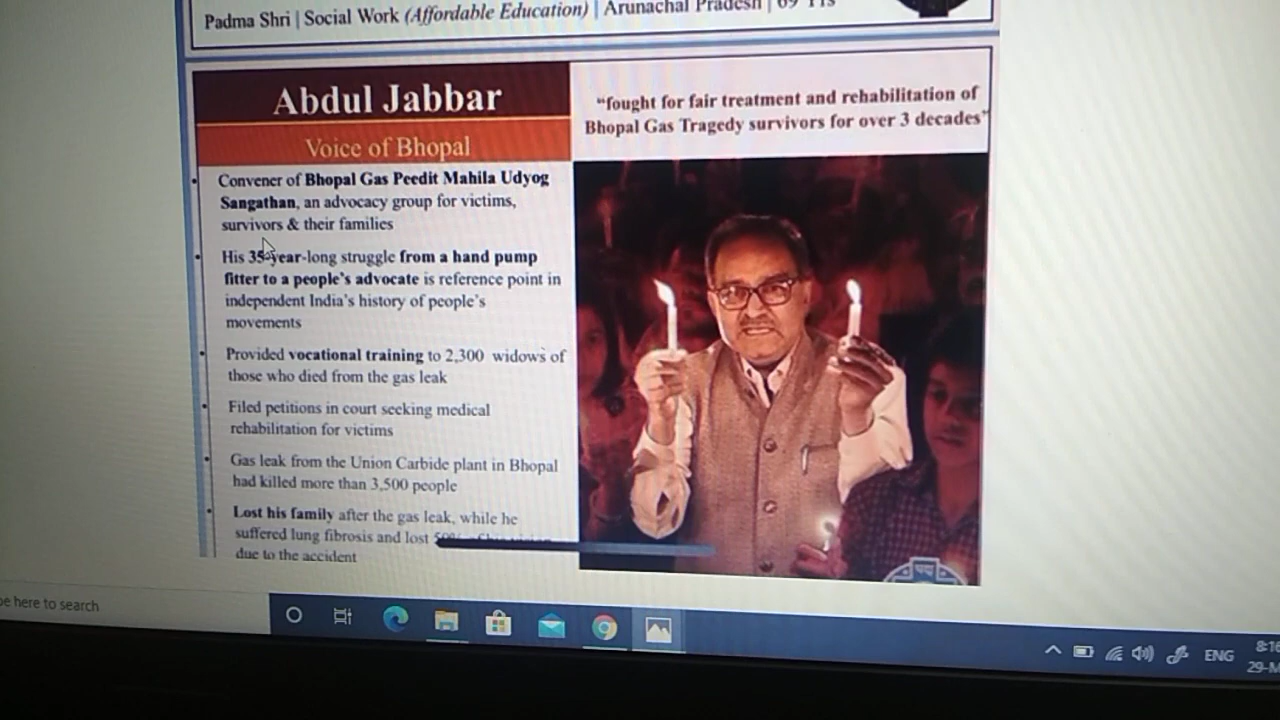 Padma Shri | Social Work (Affordable Education) | Arunachal Pradesh | 69 Yrs
Abdul Jabbar
Voice of Bhopal
"fought for fair treatment and rehabilitation of
Bhopal Gas Tragedy survivors for over 3 decades"
• Convener of Bhopal Gas Peedit Mahila Udyog
Sangathan, an advocacy group for victims,
survivors & their families
• His 35-year-long struggle from a hand pump
fitter to a people's advocate is reference point in
independent India's history of people's
movements
• Provided vocational training to 2,300 widows of
those who died from the gas leak
• Filed petitions in court seeking medical
rehabilitation for victims
• Gas leak from the Union Carbide plant in Bhopal
had killed more than 3,500 people
• Lost his family after the gas leak, while he
suffered lung fibrosis and lost
due to the accident
here to search
ENG
8:16